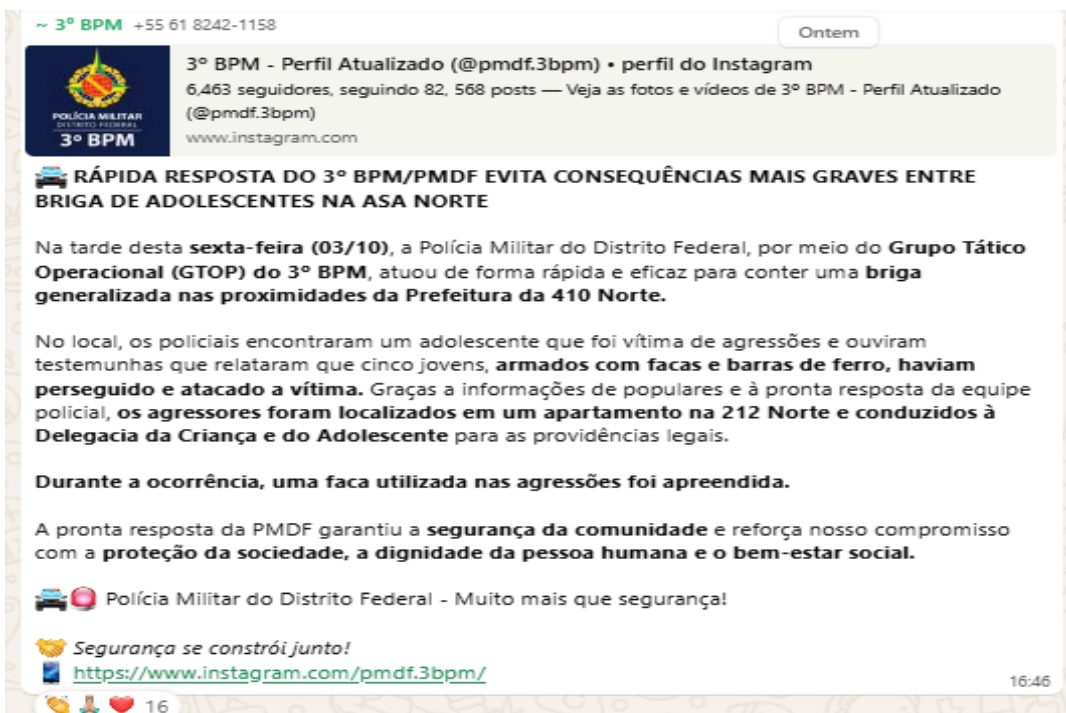 ~ 3º BPM +55 61 8242-1158
Ontem
POLÍCIA MILITAR
DISTRITO FEDERAL
3º BPM
3º BPM - Perfil Atualizado (@pmdf.3bpm) • perfil do Instagram
6,463 seguidores, seguindo 82, 568 posts — Veja as fotos e vídeos de 3º BPM - Perfil Atualizado
(@pmdf.3bpm)
www.instagram.com
🚔 RÁPIDA RESPOSTA DO 3º BPM/PMDF EVITA CONSEQUÊNCIAS MAIS GRAVES ENTRE
BRIGA DE ADOLESCENTES NA ASA NORTE
Na tarde desta sexta-feira (03/10), a Polícia Militar do Distrito Federal, por meio do Grupo Tático
Operacional (GTOP) do 3º BPM, atuou de forma rápida e eficaz para conter uma briga
generalizada nas proximidades da Prefeitura da 410 Norte.
No local, os policiais encontraram um adolescente que foi vítima de agressões e ouviram
testemunhas que relataram que cinco jovens, armados com facas e barras de ferro, haviam
perseguido e atacado a vítima. Graças a informações de populares e à pronta resposta da equipe
policial, os agressores foram localizados em um apartamento na 212 Norte e conduzidos à
Delegacia da Criança e do Adolescente para as providências legais.
Durante a ocorrência, uma faca utilizada nas agressões foi apreendida.
A pronta resposta da PMDF garantiu a segurança da comunidade e reforça nosso compromisso
com a proteção da sociedade, a dignidade da pessoa humana e o bem-estar social.
🚔🚨 Polícia Militar do Distrito Federal - Muito mais que segurança!
🤝 Segurança se constrói junto!
📱 https://www.instagram.com/pmdf.3bpm/
16:46
👏🙏❤️ 16